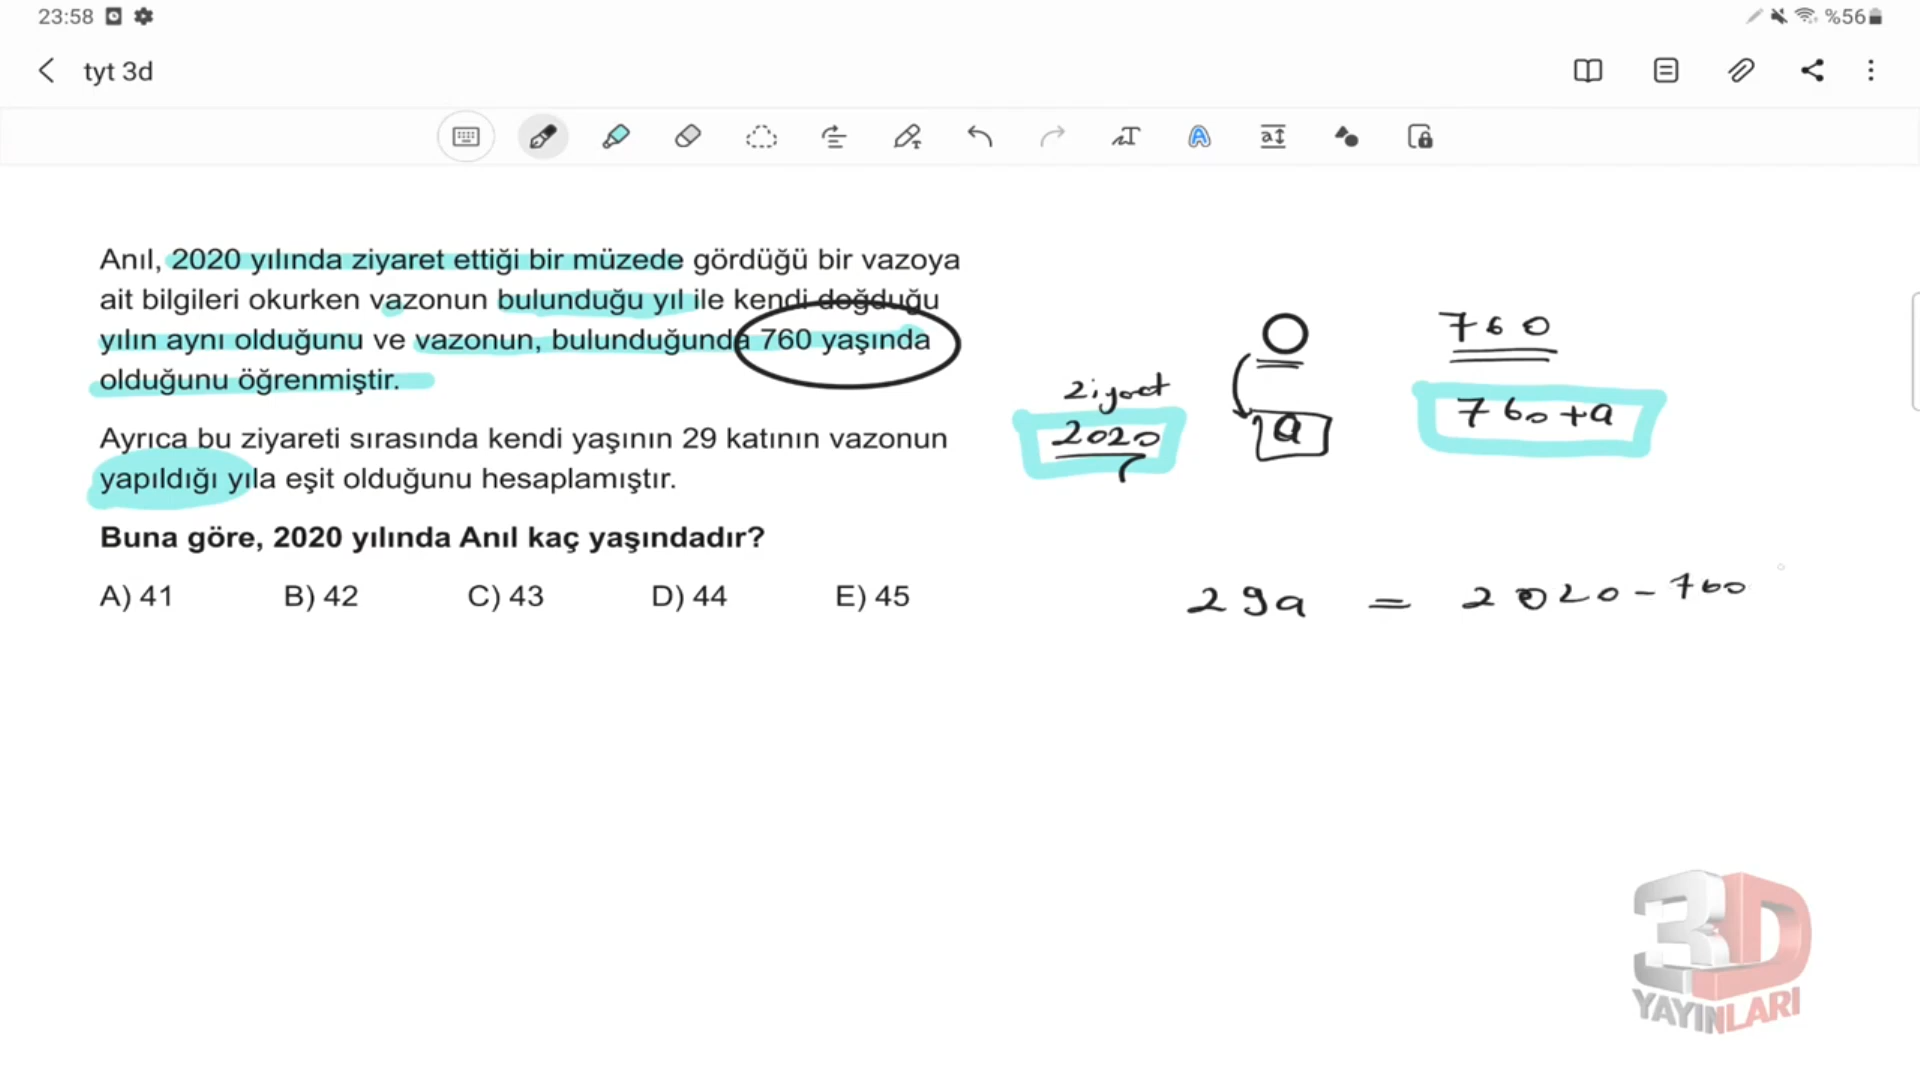 23:58 %56
tyt 3d
Anıl, 2020 yılında ziyaret ettiği bir müzede gördüğü bir vazoya
ait bilgileri okurken vazonun bulunduğu yıl ile kendi doğduğu
yılın aynı olduğunu ve vazonun, bulunduğunda 760 yaşında
olduğunu öğrenmiştir.
Ayrıca bu ziyareti sırasında kendi yaşının 29 katının vazonun
yapıldığı yıla eşit olduğunu hesaplamıştır.
Buna göre, 2020 yılında Anıl kaç yaşındadır?
A) 41 B) 42 C) 43 D) 44 E) 45
0 760
ziyaret
2020 a 760+a
29a = 2020-760
3D
YAYINLARI